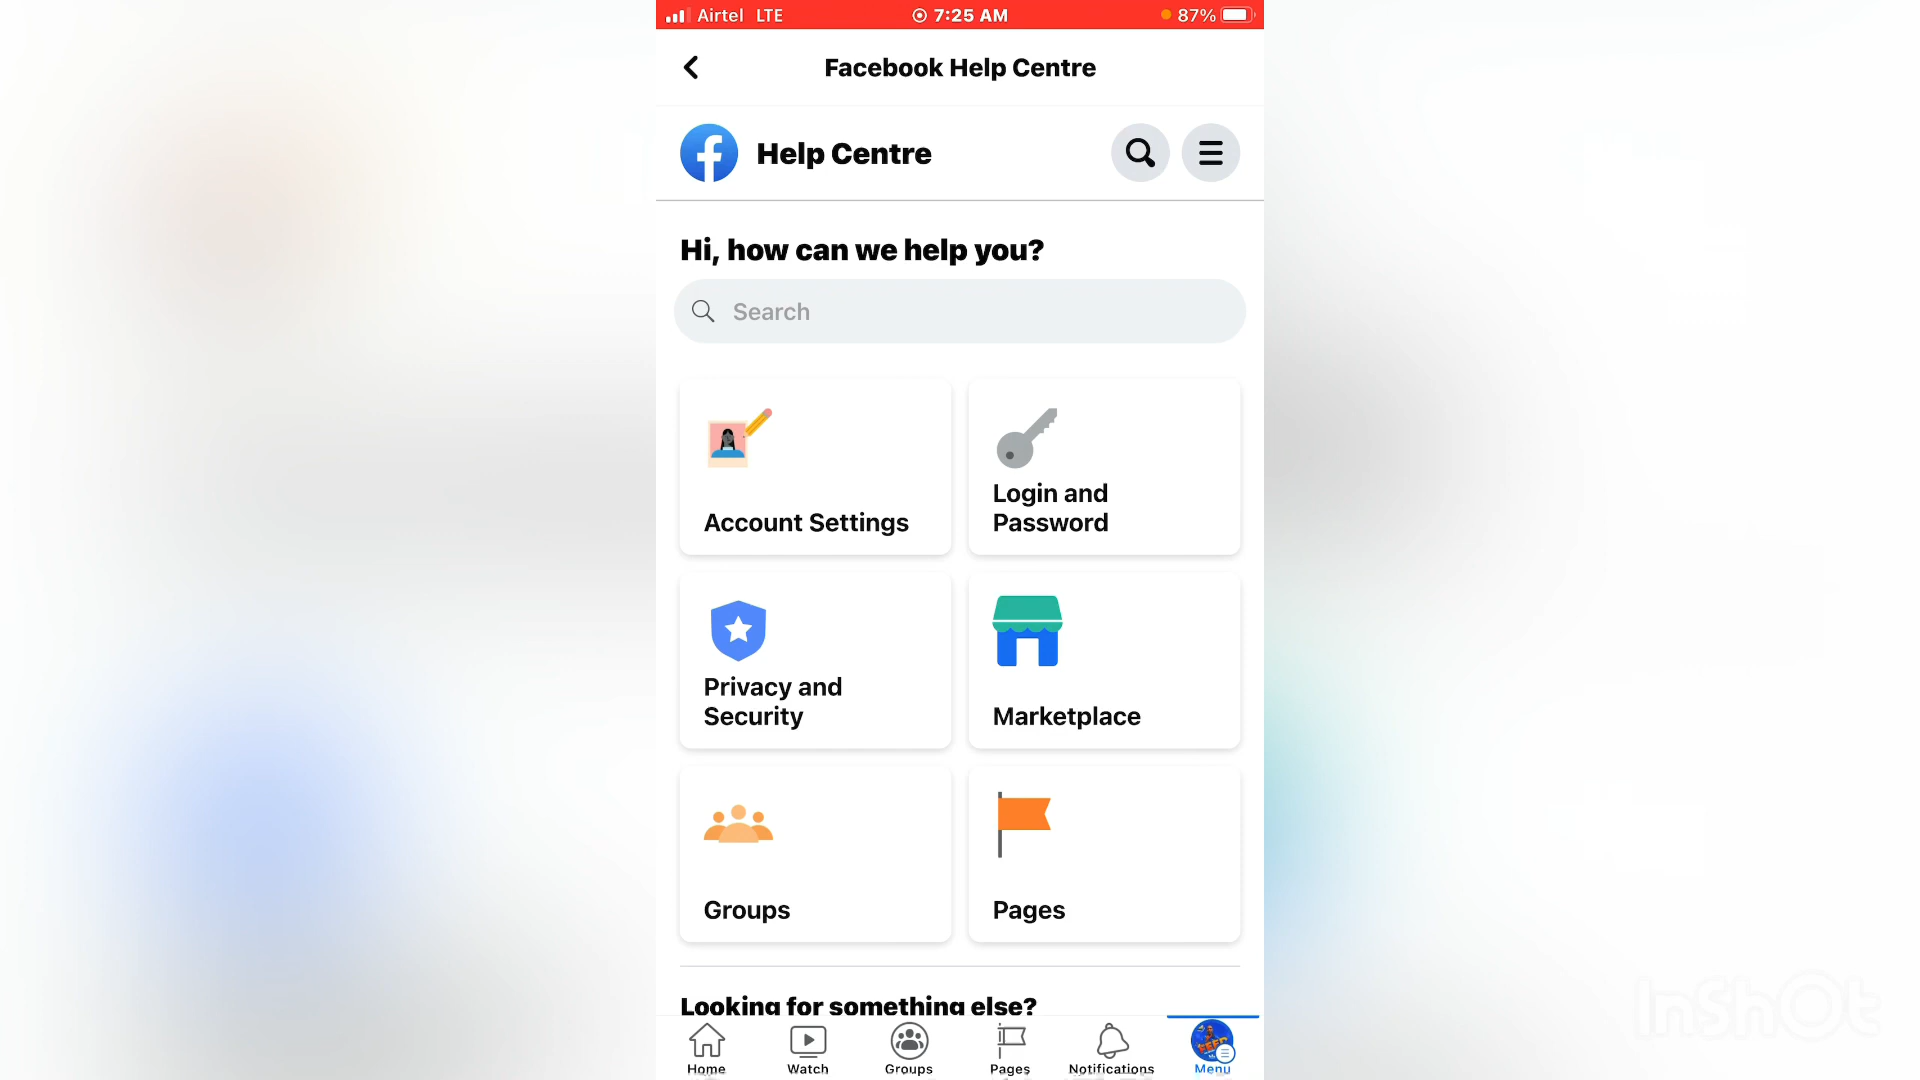 Airtel LTE 7:25 AM 87%
Facebook Help Centre
Help Centre
Hi, how can we help you?
Search
Account Settings
Login and
Password
Privacy and
Security
Marketplace
Groups
Pages
Looking for something else?
Home Watch Groups Pages Notifications Menu
InShOt